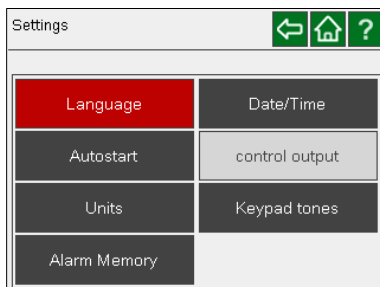 Settings
?
Language
Date/Time
Autostart
control output
Units
Keypad tones
Alarm Memory